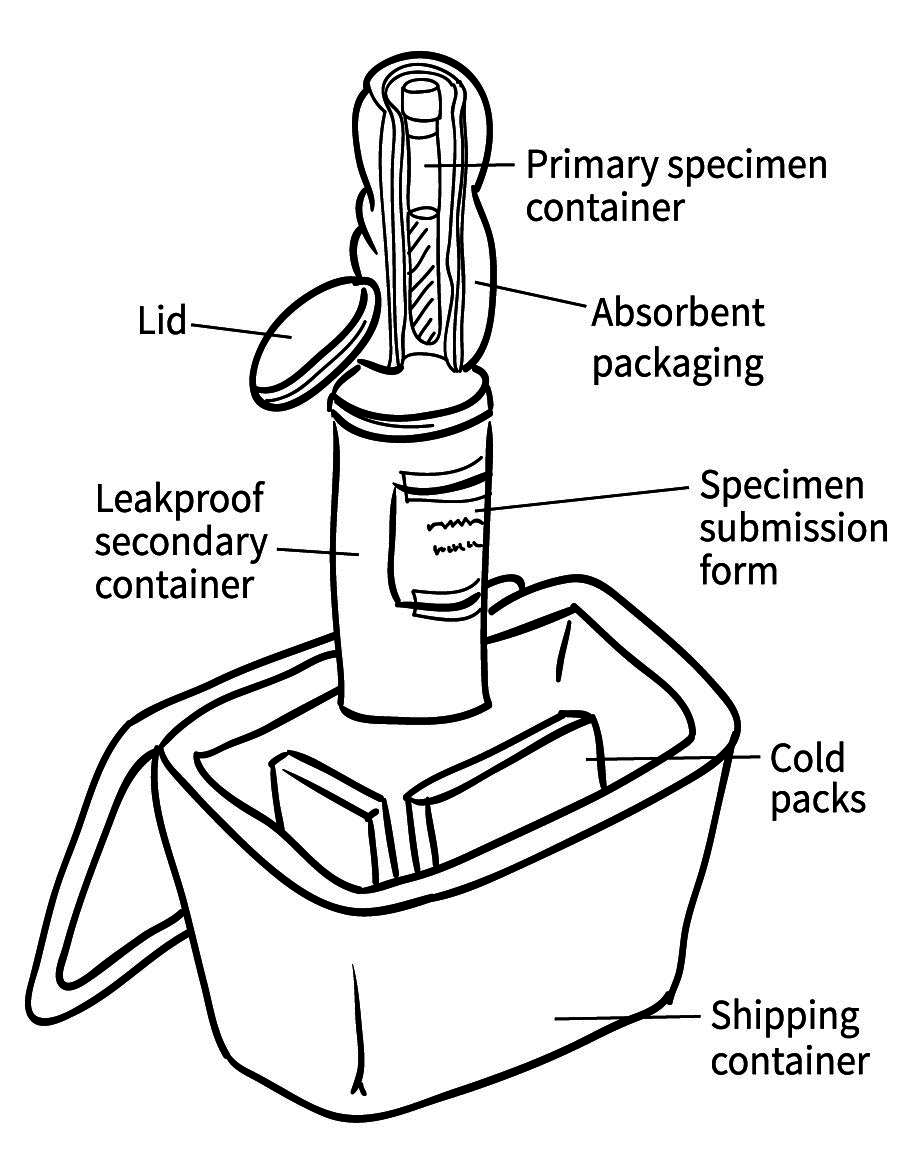 Primary specimen
container
Lid
Absorbent
packaging
Leakproof
secondary
container
Specimen
submission
form
Cold
packs
Shipping
container